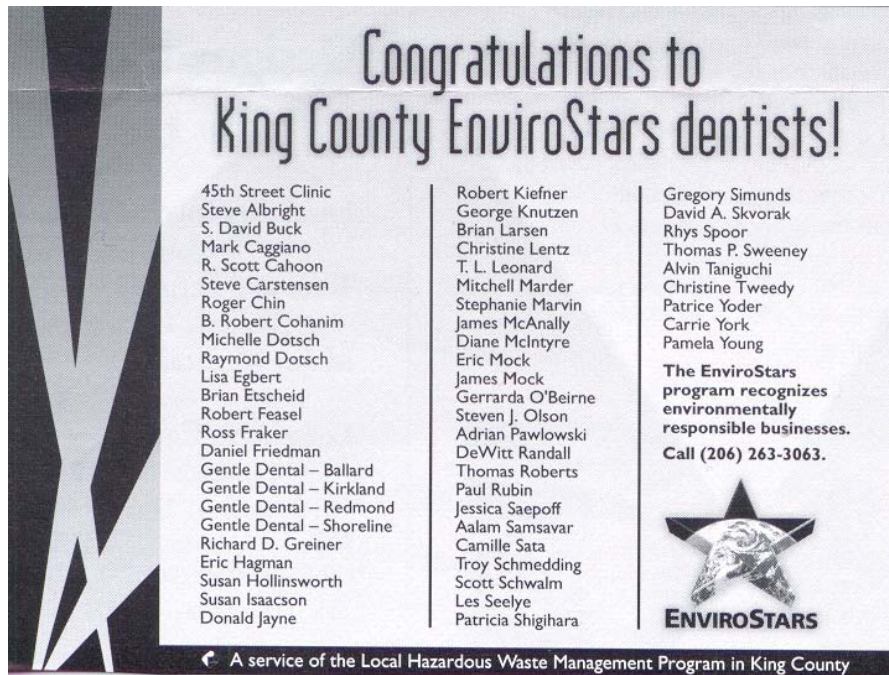 Congratulations to
King County EnviroStars dentists!
45th Street Clinic
Steve Albright
S. David Buck
Mark Caggiano
R. Scott Cahoon
Steve Carstensen
Roger Chin
B. Robert Cohanim
Michelle Dotsch
Raymond Dotsch
Lisa Egbert
Brian Etscheid
Robert Feasel
Ross Fraker
Daniel Friedman
Gentle Dental – Ballard
Gentle Dental – Kirkland
Gentle Dental – Redmond
Gentle Dental – Shoreline
Richard D. Greiner
Eric Hagman
Susan Hollinsworth
Susan Isaacson
Donald Jayne
Robert Kiefner
George Knutzen
Brian Larsen
Christine Lentz
T. L. Leonard
Mitchell Marder
Stephanie Marvin
James McAnally
Diane McIntyre
Eric Mock
James Mock
Gerrarda O'Beirne
Steven J. Olson
Adrian Pawlowski
DeWitt Randall
Thomas Roberts
Paul Rubin
Jessica Saepoff
Aalam Samsavar
Camille Sata
Troy Schmedding
Scott Schwalm
Les Seelye
Patricia Shigihara
Gregory Simunds
David A. Skvorak
Rhys Spoor
Thomas P. Sweeney
Alvin Taniguchi
Christine Tweedy
Patrice Yoder
Carrie York
Pamela Young
The EnviroStars
program recognizes
environmentally
responsible businesses.
Call (206) 263-3063.
ENVIROSTARS
A service of the Local Hazardous Waste Management Program in King County